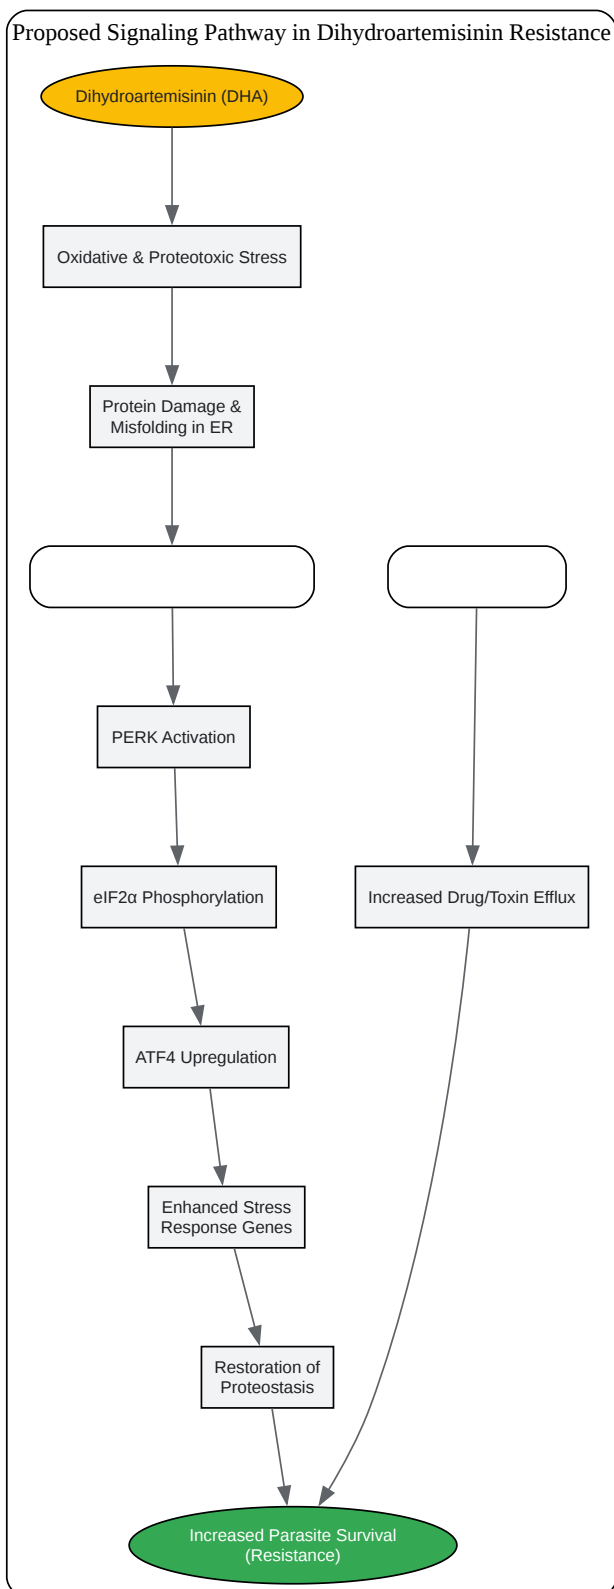 Proposed Signaling Pathway in Dihydroartemisinin Resistance
Dihydroartemisinin (DHA)
Oxidative & Proteotoxic Stress
Protein Damage &
Misfolding in ER
PERK Activation
eIF2α Phosphorylation
Increased Drug/Toxin Efflux
ATF4 Upregulation
Enhanced Stress
Response Genes
Restoration of
Proteostasis
Increased Parasite Survival
(Resistance)